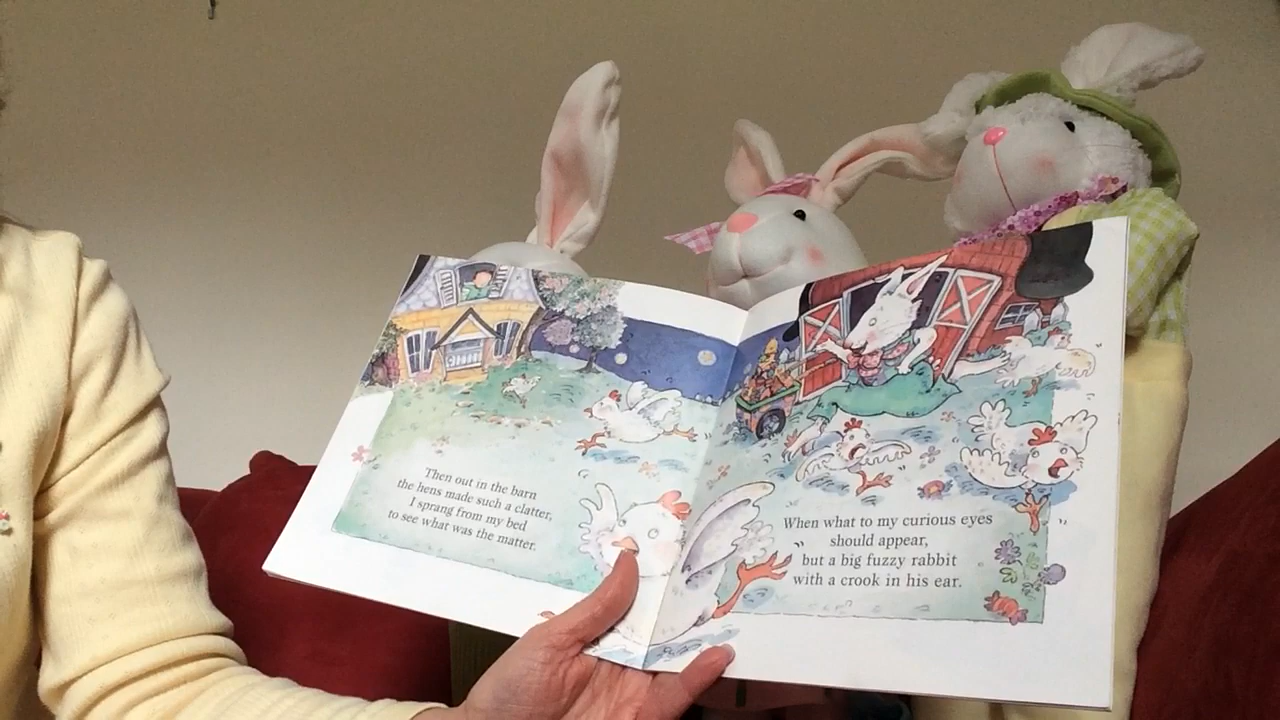 Then out in the barn
the hens made such a clatter,
I sprang from my bed
to see what was the matter.
When what to my curious eyes
should appear,
but a big fuzzy rabbit
with a crook in his ear.